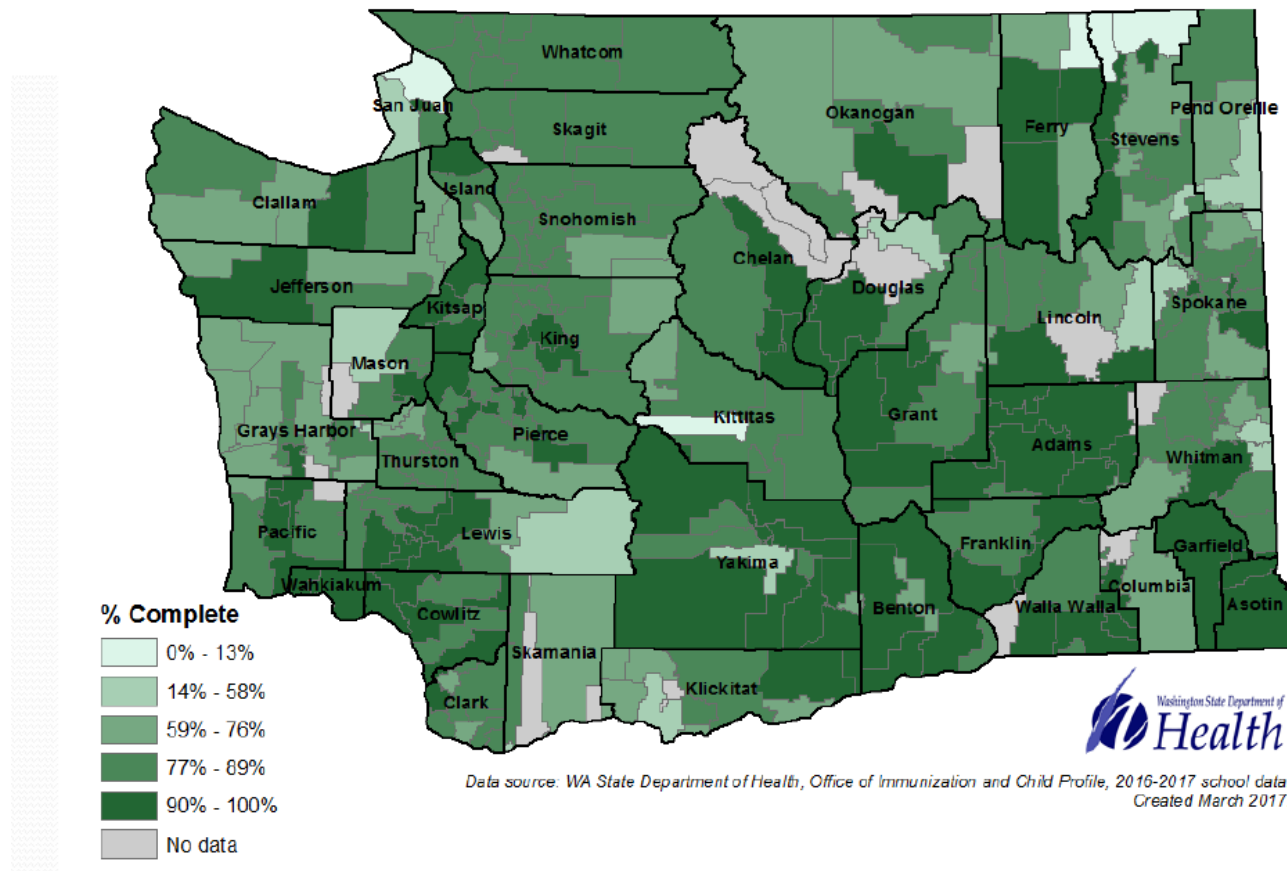 Whatcom
San Juan
Skagit
Okanogan
Ferry
Stevens
Pend Oreille
Clallam
Island
Snohomish
Chelan
Douglas
Jefferson
Kitsap
King
Lincoln
Spokane
Mason
Grays Harbor
Kittitas
Grant
Adams
Thurston
Pierce
Whitman
Pacific
Lewis
Yakima
Franklin
Garfield
Wahkiakum
Cowlitz
Benton
Walla Walla
Columbia
Asotin
Skamania
Clark
Klickitat
% Complete
0% - 13%
14% - 58%
59% - 76%
77% - 89%
90% - 100%
No data
Washington State Department of
Health
Data source: WA State Department of Health, Office of Immunization and Child Profile, 2016-2017 school data
Created March 2017